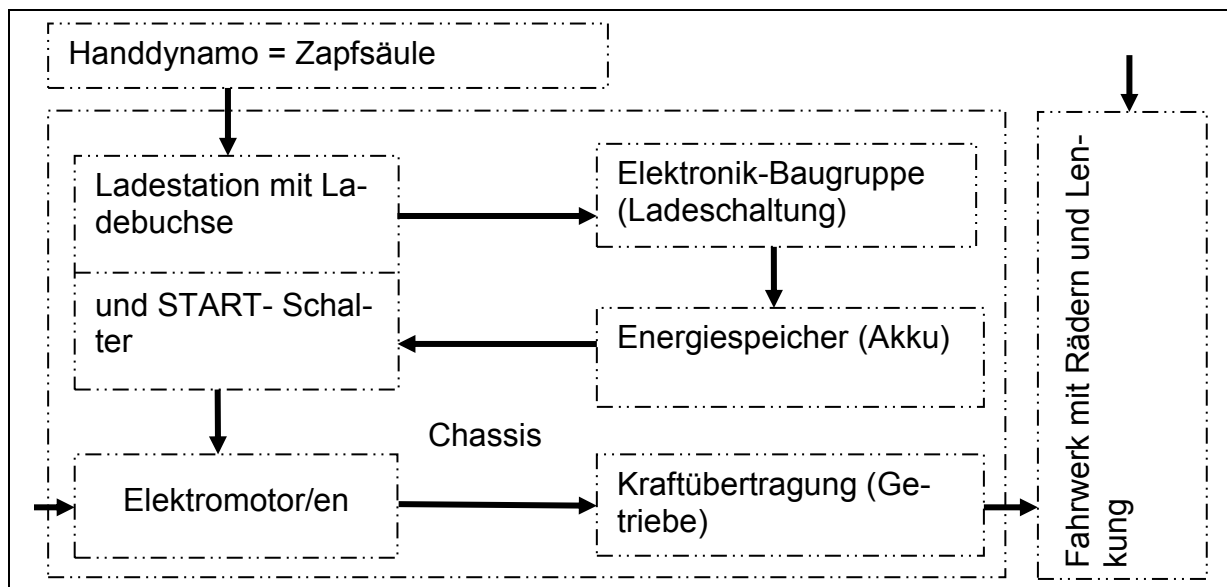 Handdynamo = Zapfsäule
Ladestation mit La-
debuchse
Elektronik-Baugruppe
(Ladeschaltung)
und START- Schal-
ter
Energiespeicher (Akku)
Chassis
Elektromotor/en
Kraftübertragung (Ge-
triebe)
Fahrwerk mit Rädern und Len-
kung